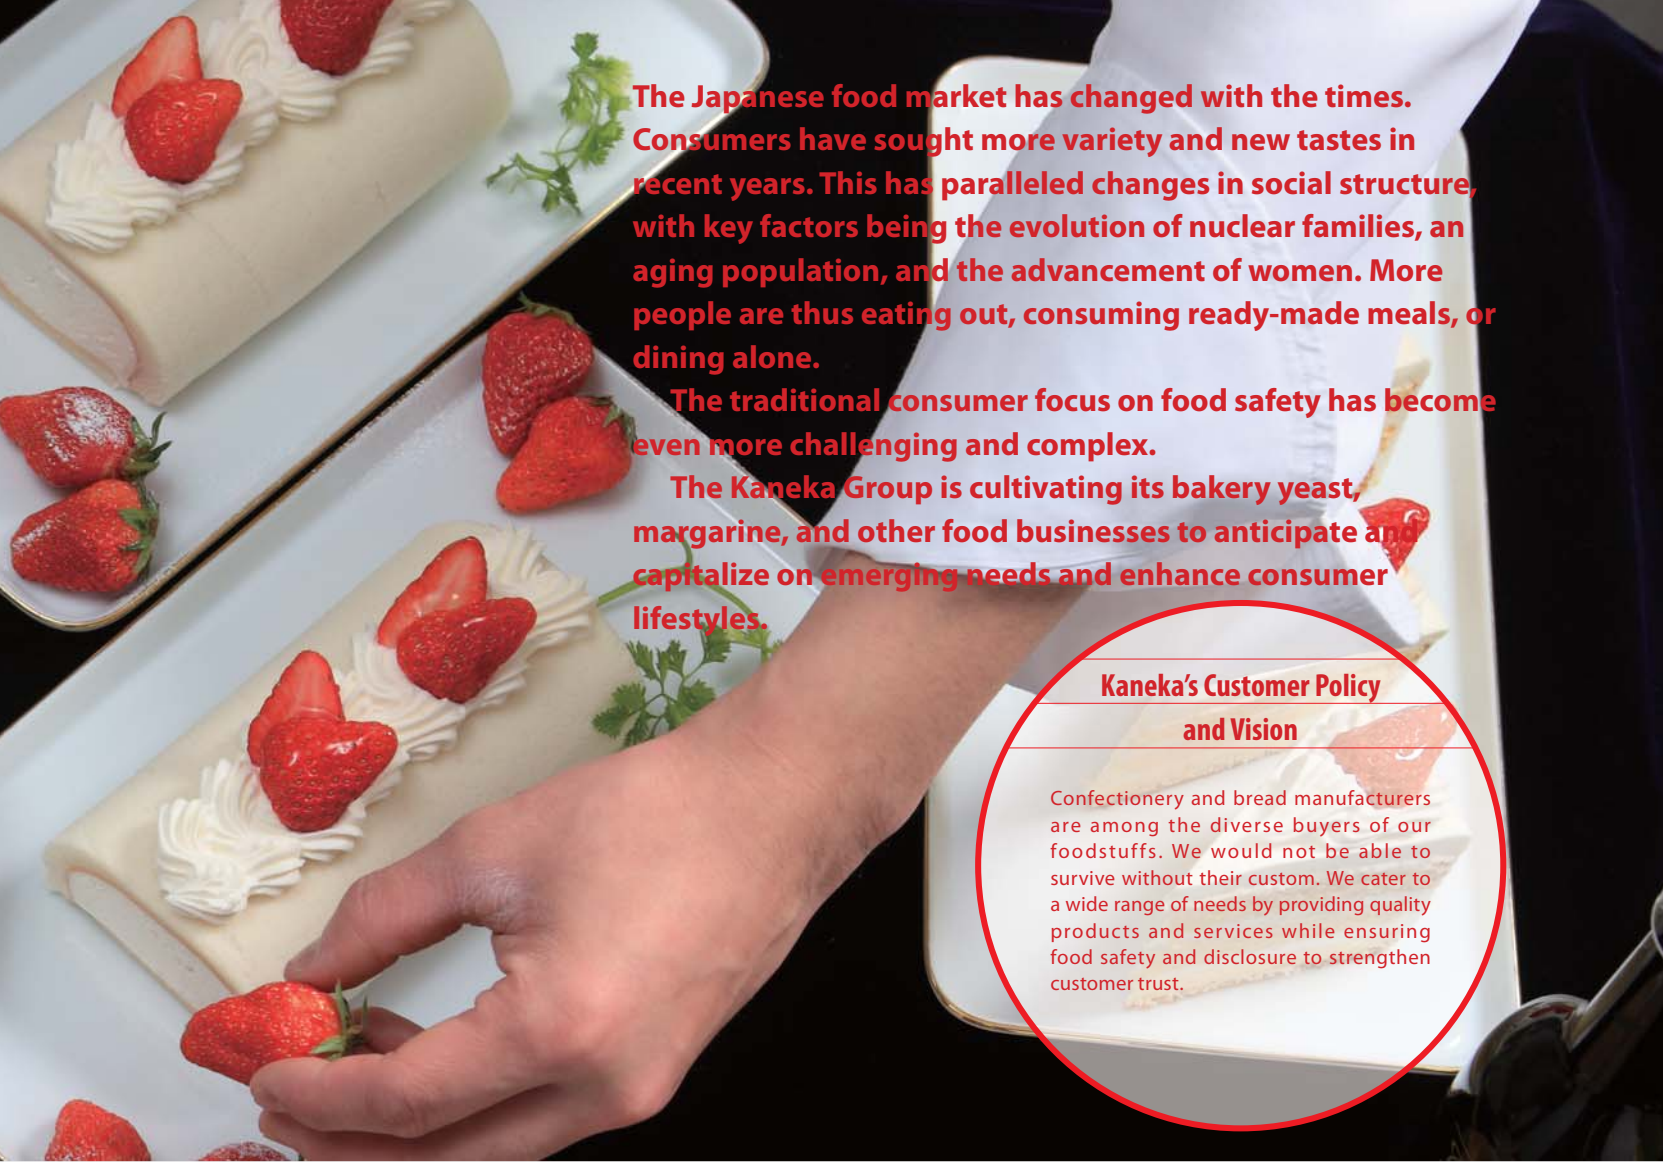 The Japanese food market has changed with the times.
Consumers have sought more variety and new tastes in
recent years. This has paralleled changes in social structure,
with key factors being the evolution of nuclear families, an
aging population, and the advancement of women. More
people are thus eating out, consuming ready-made meals, or
dining alone.
The traditional consumer focus on food safety has become
even more challenging and complex.
The Kaneka Group is cultivating its bakery yeast,
margarine, and other food businesses to anticipate and
capitalize on emerging needs and enhance consumer
lifestyles.
Kaneka’s Customer Policy
and Vision
Confectionery and bread manufacturers
are among the diverse buyers of our
foodstuffs. We would not be able to
survive without their custom. We cater to
a wide range of needs by providing quality
products and services while ensuring
food safety and disclosure to strengthen
customer trust.